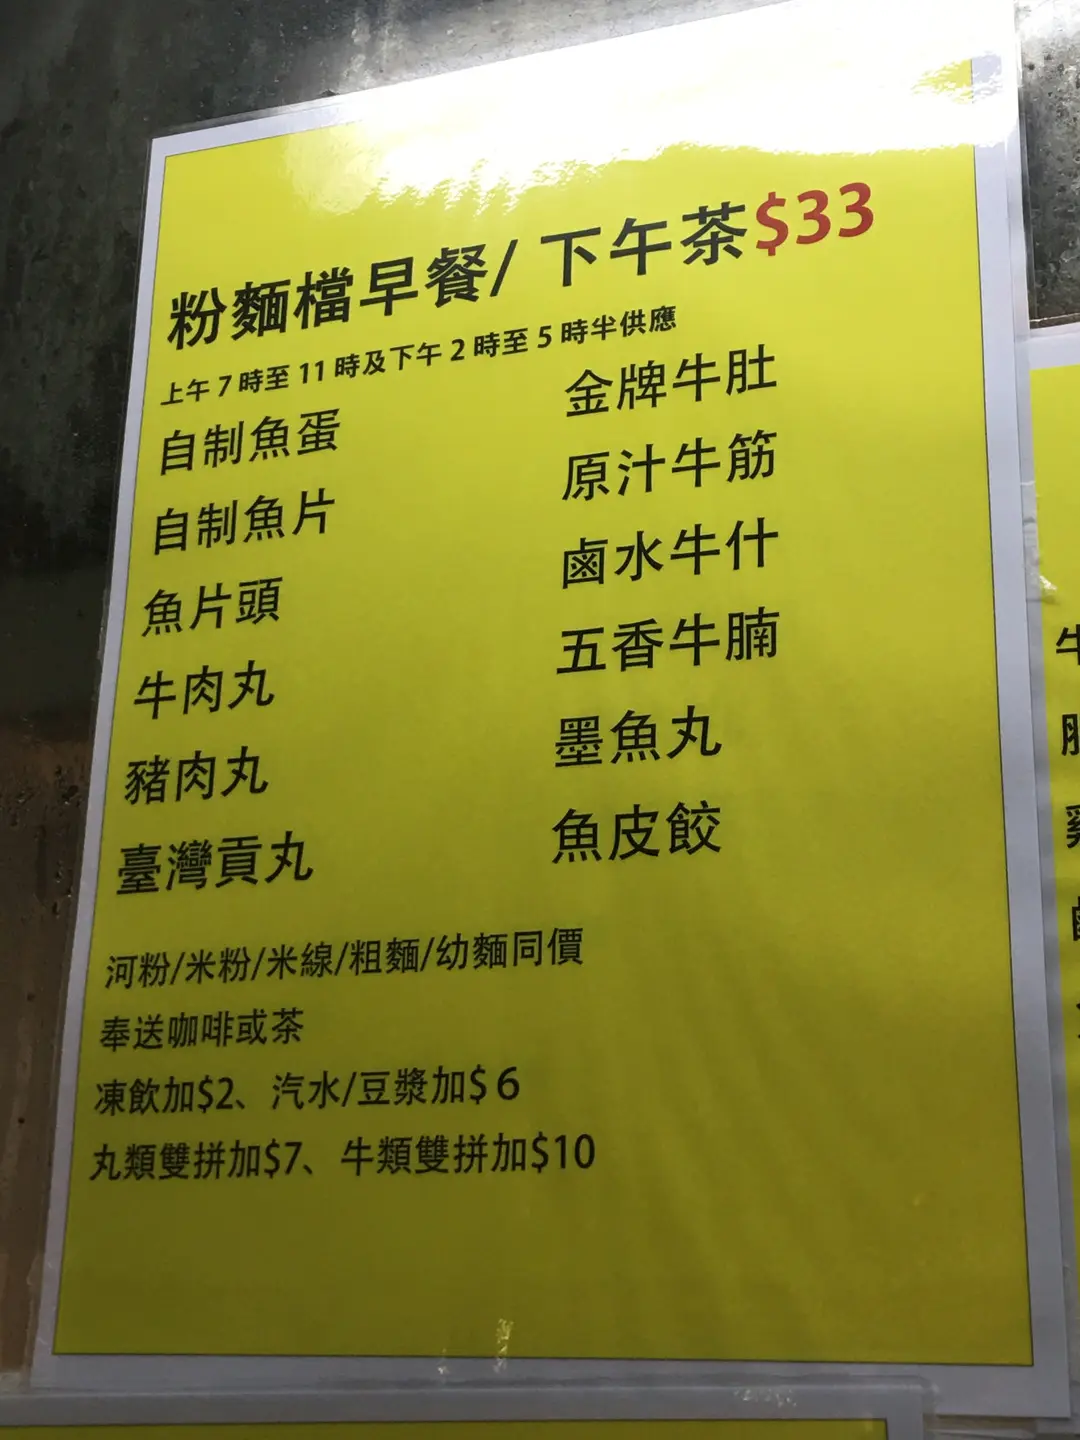 粉麵檔早餐/ 下午茶$33
上午 7 時至 11 時及下午 2 時至 5 時半供應
自制魚蛋
自制魚片
魚片頭
牛肉丸
豬肉丸
臺灣貢丸
金牌牛肚
原汁牛筋
鹵水牛什
五香牛腩
墨魚丸
魚皮餃
河粉/米粉/米線/粗麵/幼麵同價
奉送咖啡或茶
凍飲加$2、汽水/豆漿加$ 6
丸類雙拼加$7、牛類雙拼加$10
牛